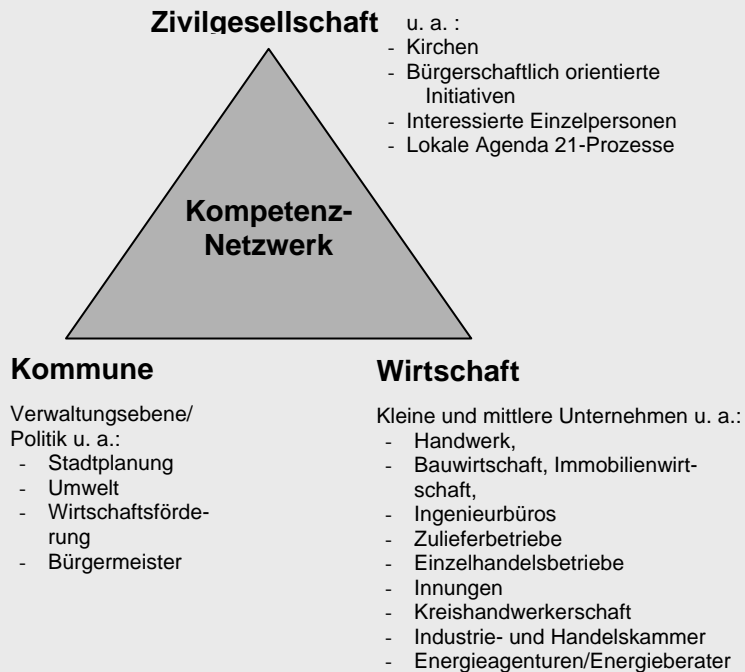 Zivilgesellschaft u. a. :
- Kirchen
- Bürgerschaftlich orientierte
Initiativen
- Interessierte Einzelpersonen
- Lokale Agenda 21-Prozesse
Kompetenz-
Netzwerk
Kommune
Verwaltungsebene/
Politik u. a.:
- Stadtplanung
- Umwelt
- Wirtschaftsförde-
rung
- Bürgermeister
Wirtschaft
Kleine und mittlere Unternehmen u. a.:
- Handwerk,
- Bauwirtschaft, Immobilienwirt-
schaft,
- Ingenieurbüros
- Zulieferbetriebe
- Einzelhandelsbetriebe
- Innungen
- Kreishandwerkerschaft
- Industrie- und Handelskammer
- Energieagenturen/Energieberater